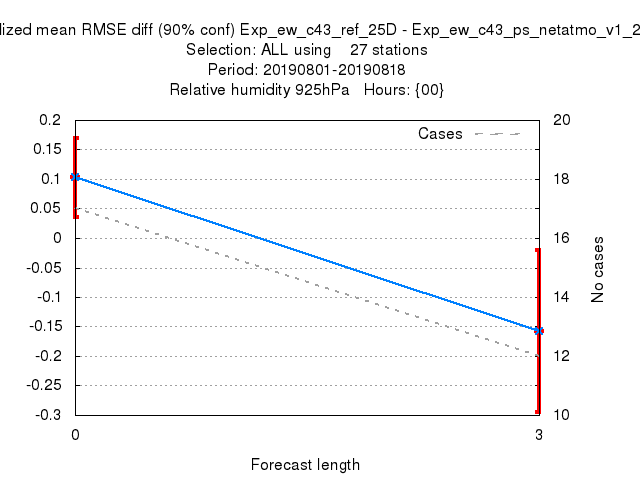 lized mean RMSE diff (90% conf) Exp_ew_c43_ref_25D - Exp_ew_c43_ps_netatmo_v1_2
Selection: ALL using 27 stations
Period: 20190801-20190818
Relative humidity 925hPa Hours: {00}
Cases
0.2
0.15
0.1
0.05
0
-0.05
-0.1
-0.15
-0.2
-0.25
-0.3
20
18
16
14
12
10
No cases
0
3
Forecast length